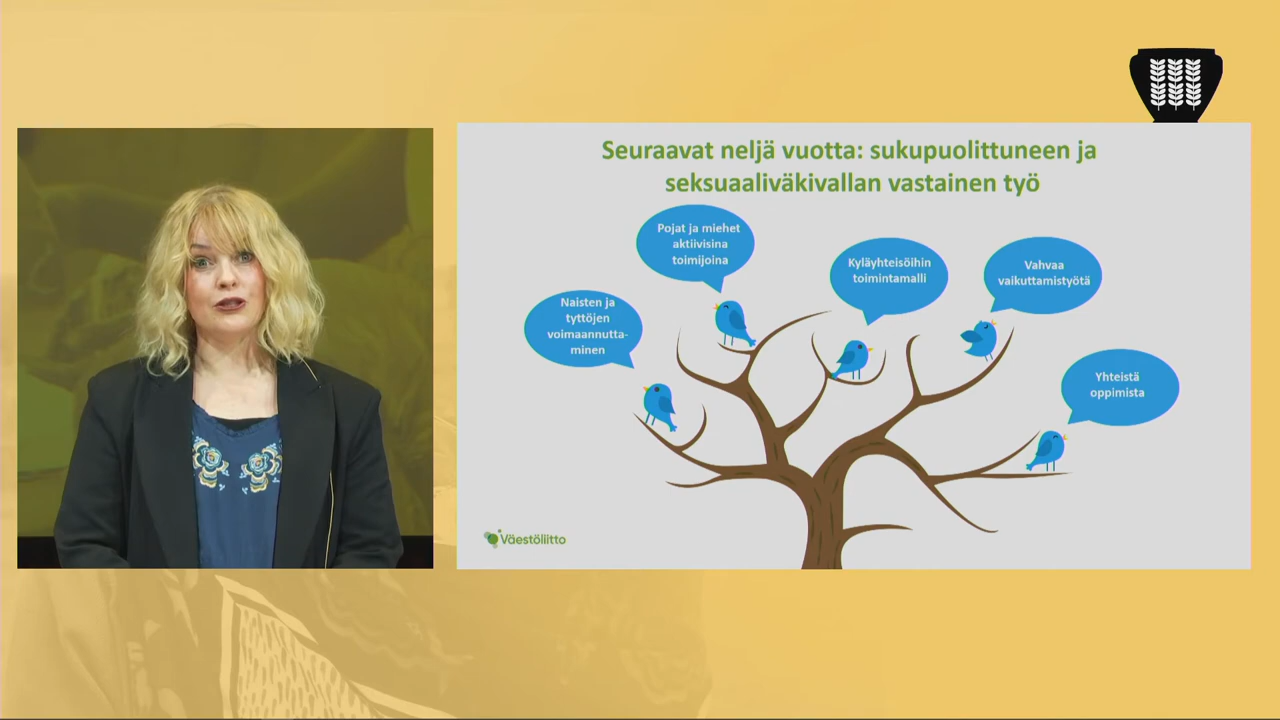 Seuraavat neljä vuotta: sukupuolittuneen ja
seksuaaliväkivallan vastainen työ
Pojat ja miehet
aktiivisina
toimijoina
Kyläyhteisöihin
toimintamalli
Vahvaa
vaikuttamistyötä
Naisten ja
tyttöjen
voimaannutta-
minen
Yhteistä
oppimista
Väestöliitto